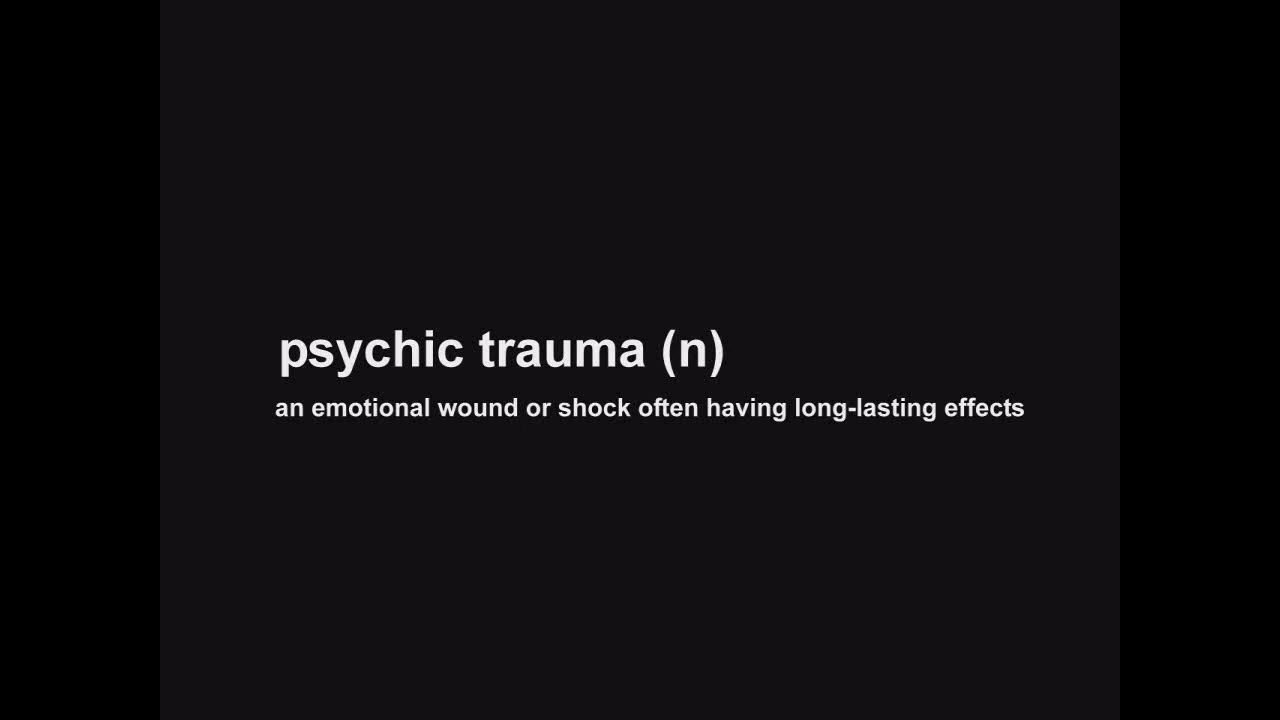 psychic trauma (n)
an emotional wound or shock often having long-lasting effects